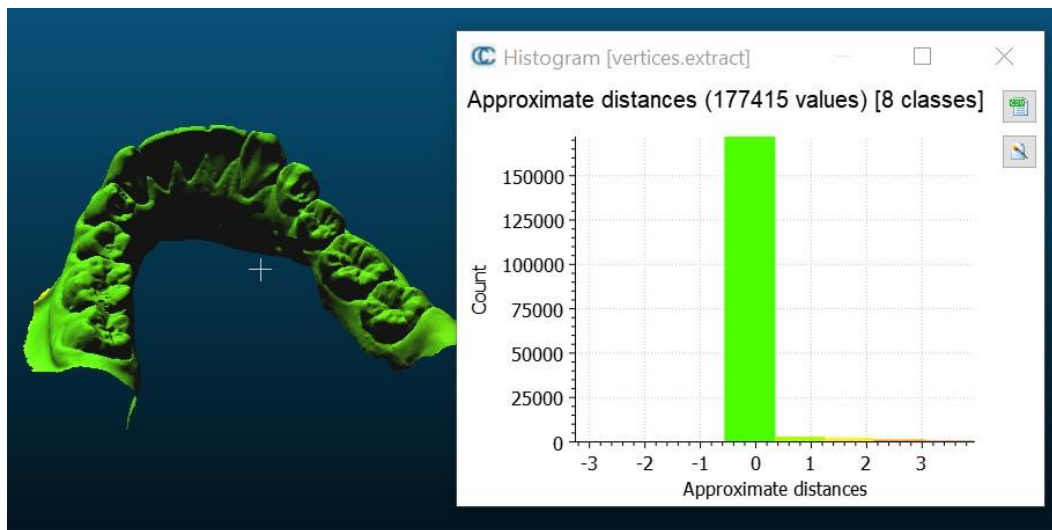 Histogram [vertices.extract]
Approximate distances (177415 values) [8 classes]
CSV
150000
125000
100000
75000
50000
25000
0
Count
-3 -2 -1 0 1 2 3
Approximate distances